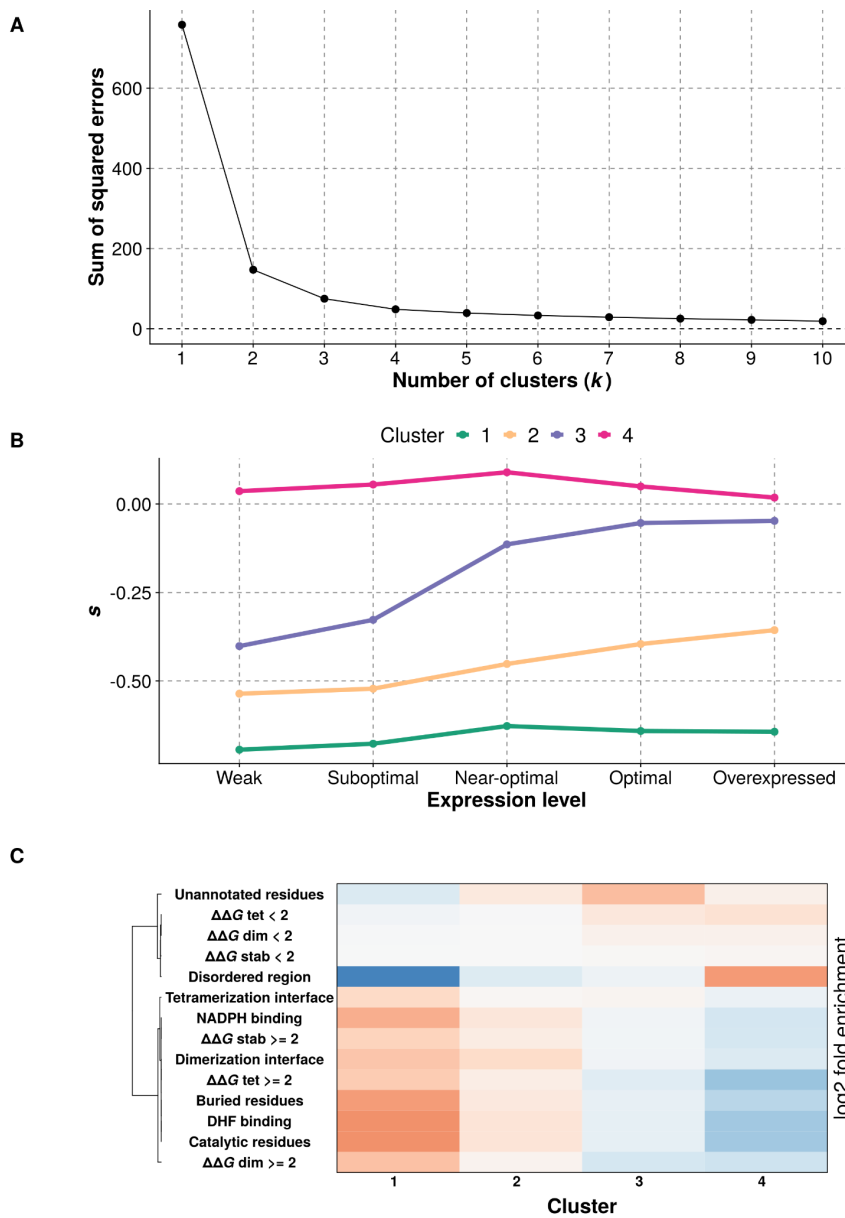 A
600
400
200
0
Sum of squared errors
1 2 3 4 5 6 7 8 9 10
Number of clusters (k)
B
Cluster 1 2 3 4
0.00
-0.25
-0.50
s
Weak Suboptimal Near-optimal Optimal Overexpressed
Expression level
C
Unannotated residues
ΔΔG tet < 2
ΔΔG dim < 2
ΔΔG stab < 2
Disordered region
Tetramerization interface
NADPH binding
ΔΔG stab >= 2
Dimerization interface
ΔΔG tet >= 2
Buried residues
DHF binding
Catalytic residues
ΔΔG dim >= 2
log2 fold enrichment
1 2 3 4
Cluster